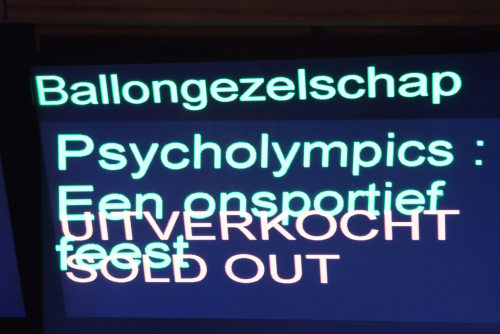 Ballongezelschap
Psycholympics :
Een onsportief
UITVERKOCHT
feest
SOLD OUT